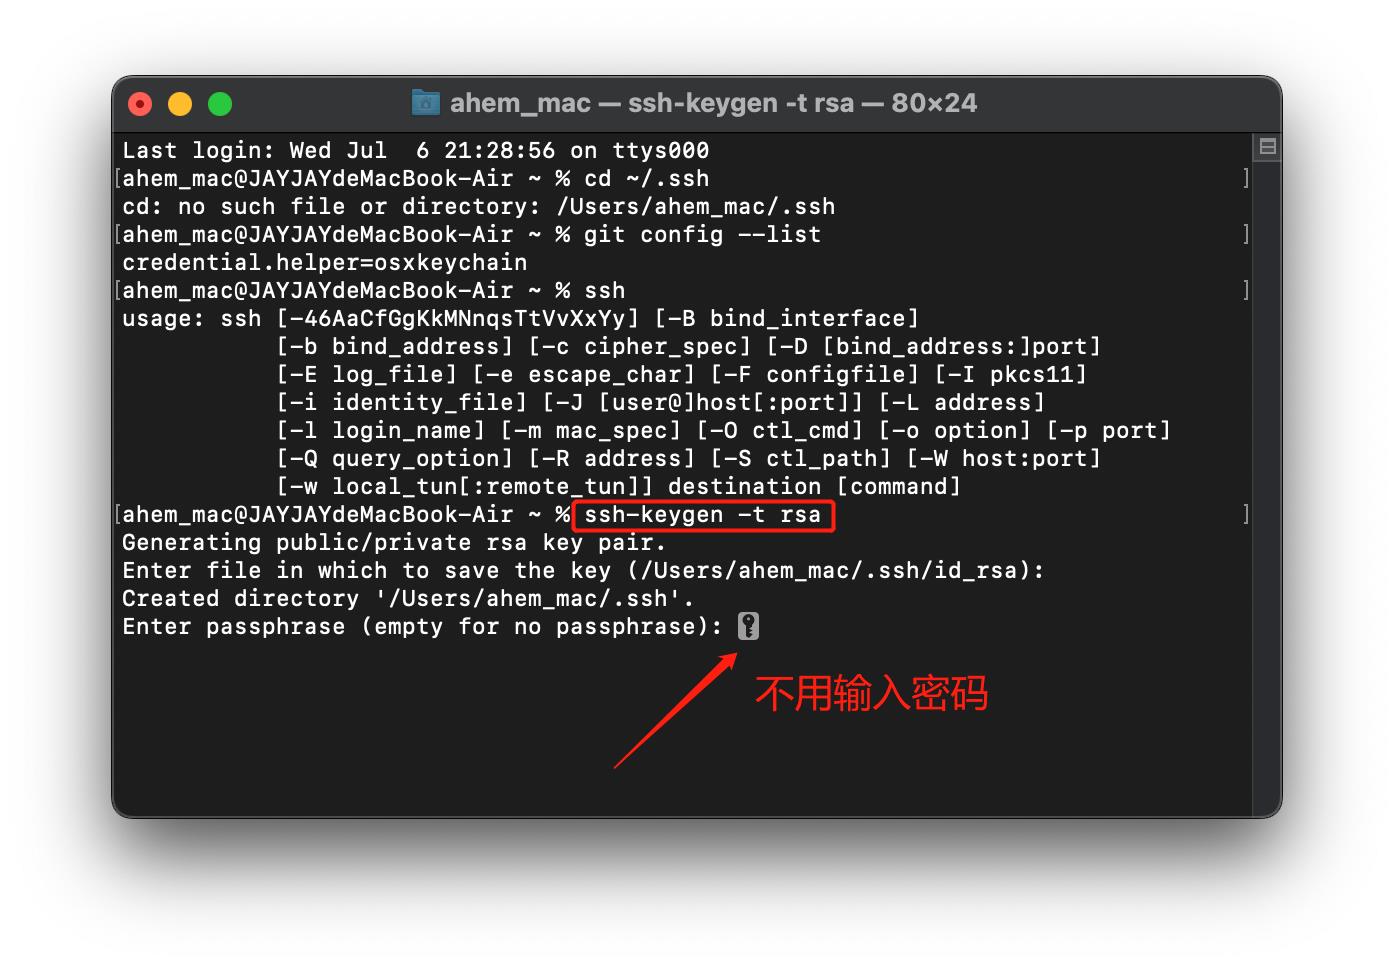 ahem_mac — ssh-keygen -t rsa — 80×24
Last login: Wed Jul  6 21:28:56 on ttys000
[ahem_mac@JAYJAYdeMacBook-Air ~ % cd ~/.ssh ]
cd: no such file or directory: /Users/ahem_mac/.ssh
[ahem_mac@JAYJAYdeMacBook-Air ~ % git config --list ]
credential.helper=osxkeychain
[ahem_mac@JAYJAYdeMacBook-Air ~ % ssh ]
usage: ssh [-46AaCfGgKkMNnqsTtVvXxYy] [-B bind_interface]
           [-b bind_address] [-c cipher_spec] [-D [bind_address:]port]
           [-E log_file] [-e escape_char] [-F configfile] [-I pkcs11]
           [-i identity_file] [-J [user@]host[:port]] [-L address]
           [-l login_name] [-m mac_spec] [-O ctl_cmd] [-o option] [-p port]
           [-Q query_option] [-R address] [-S ctl_path] [-W host:port]
           [-w local_tun[:remote_tun]] destination [command]
[ahem_mac@JAYJAYdeMacBook-Air ~ % ssh-keygen -t rsa ]
Generating public/private rsa key pair.
Enter file in which to save the key (/Users/ahem_mac/.ssh/id_rsa):
Created directory '/Users/ahem_mac/.ssh'.
Enter passphrase (empty for no passphrase):
不用输入密码